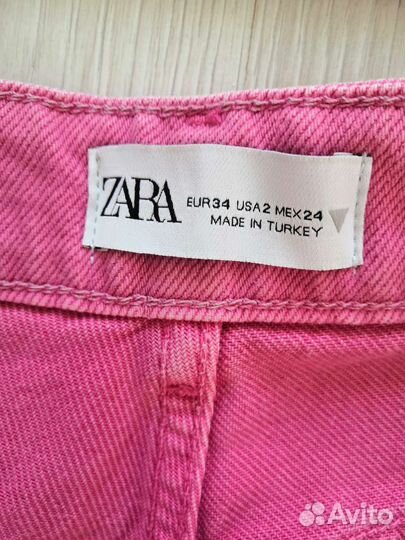 ZARA
EUR34 USA2 MEX24
MADE IN TURKEY
Avito